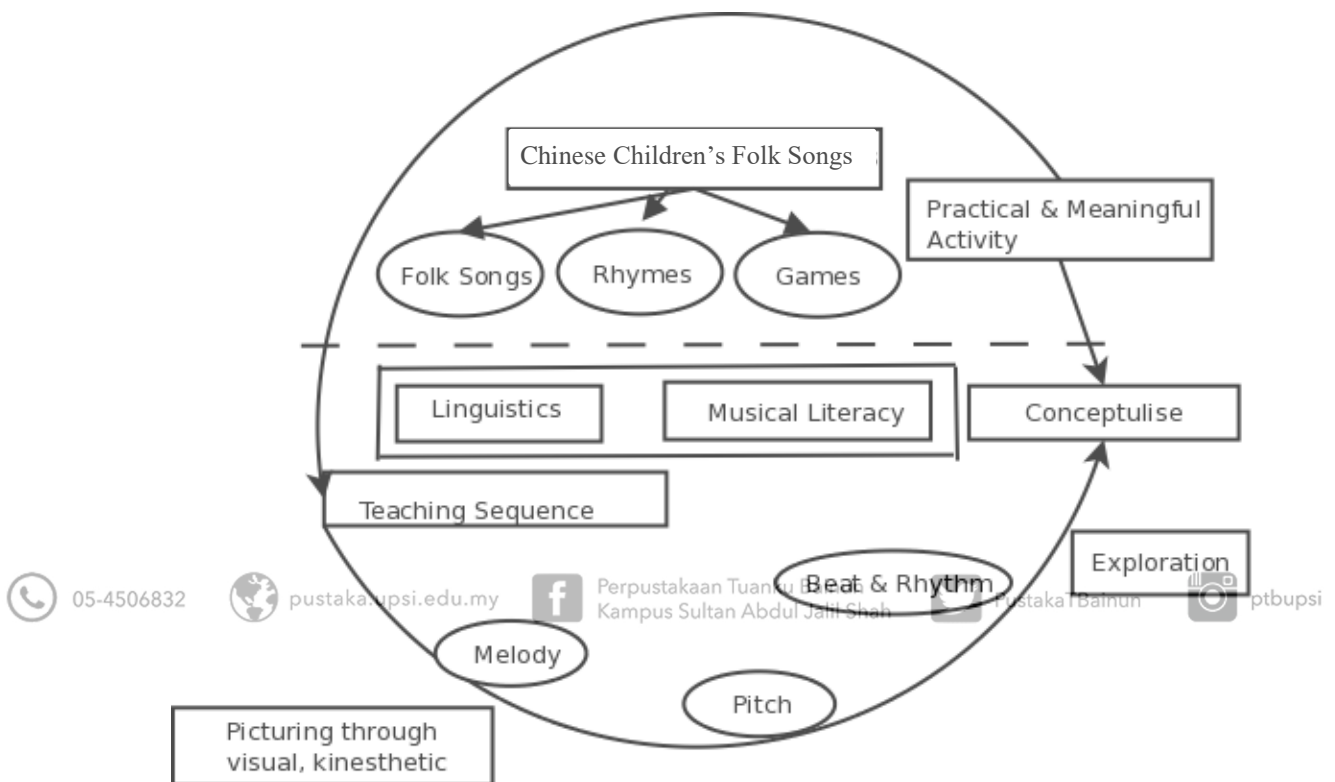 Chinese Children's Folk Songs
Practical & Meaningful
Activity
Folk Songs
Rhymes
Games
Linguistics
Musical Literacy
Conceptulise
Teaching Sequence
Exploration
Beat & Rhythm
05-4506832
pustaka.upsi.edu.my
Perpustakaan Tuanku Bainun
Kampus Sultan Abdul Jalil Shah
PustakaTBainun
ptbupsi
Melody
Pitch
Picturing through
visual, kinesthetic